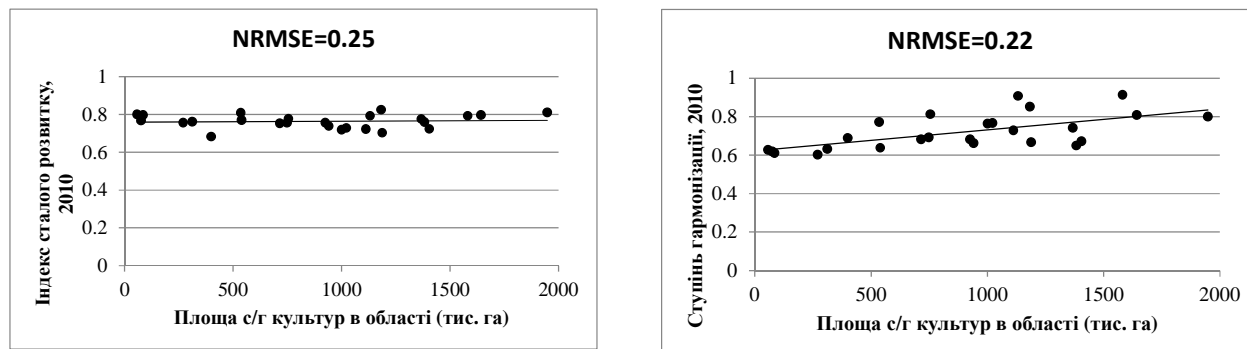 NRMSE=0.25
1
0.8
0.6
0.4
0.2
0
0 500 1000 1500 2000
Індекс сталого розвитку,
2010
Площа с/г культур в області (тис. га)
NRMSE=0.22
1
0.8
0.6
0.4
0.2
0
0 500 1000 1500 2000
Ступінь гармонізації, 2010
Площа с/г культур в області (тис. га)